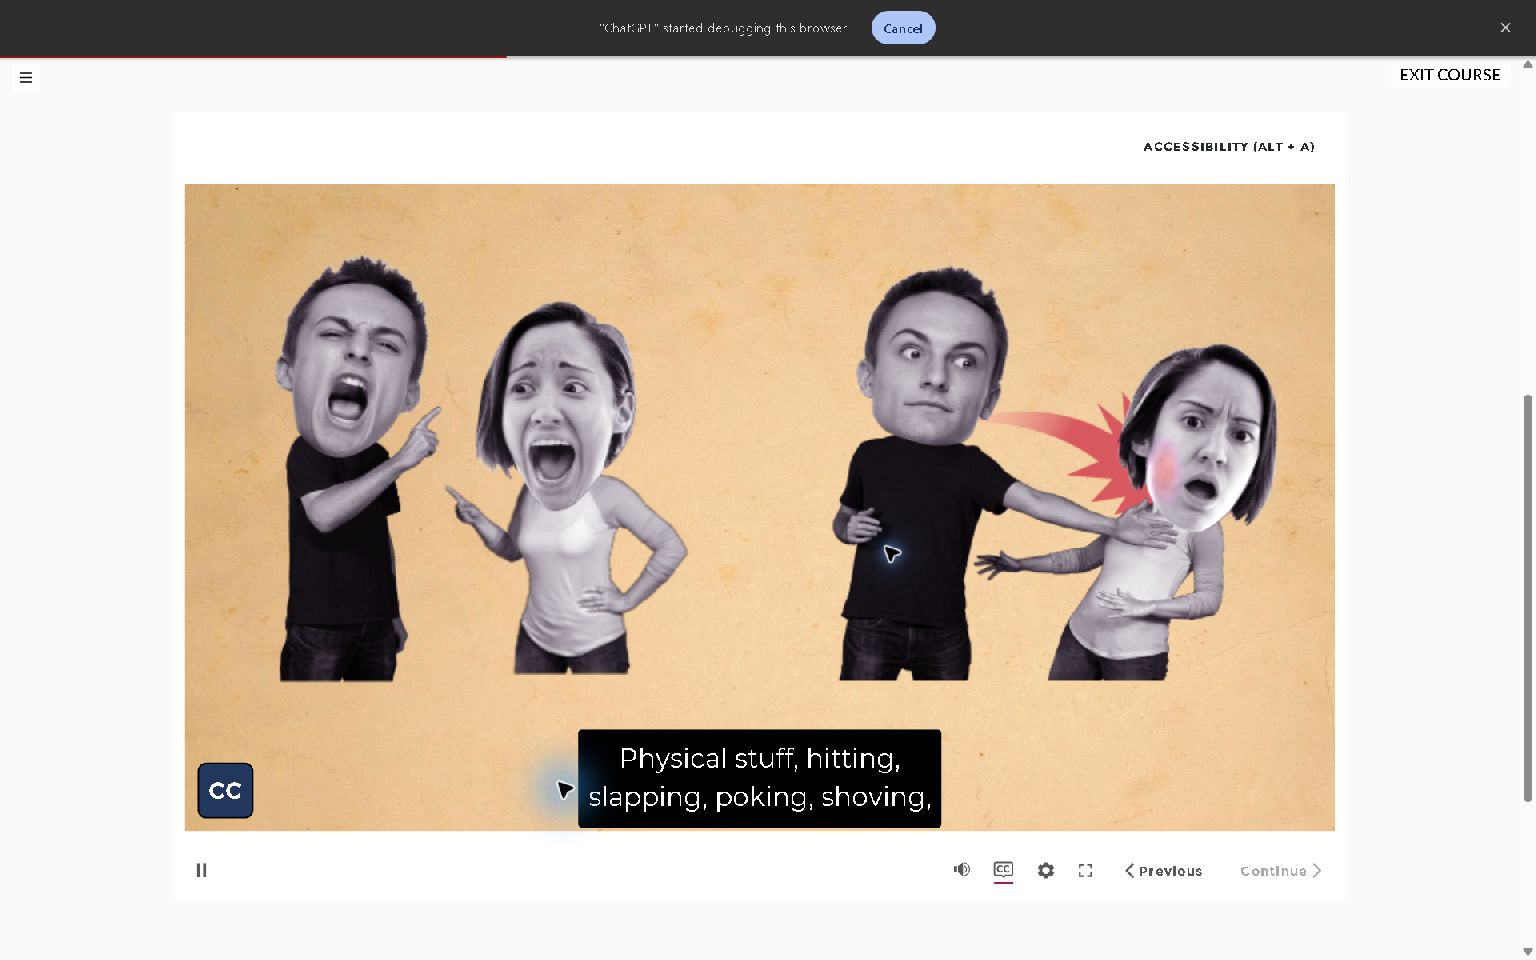 "ChatGPT" started debugging this browser
Cancel
EXIT COURSE
ACCESSIBILITY (ALT + A)
Physical stuff, hitting,
slapping, poking, shoving,
CC
CC
Previous
Continue